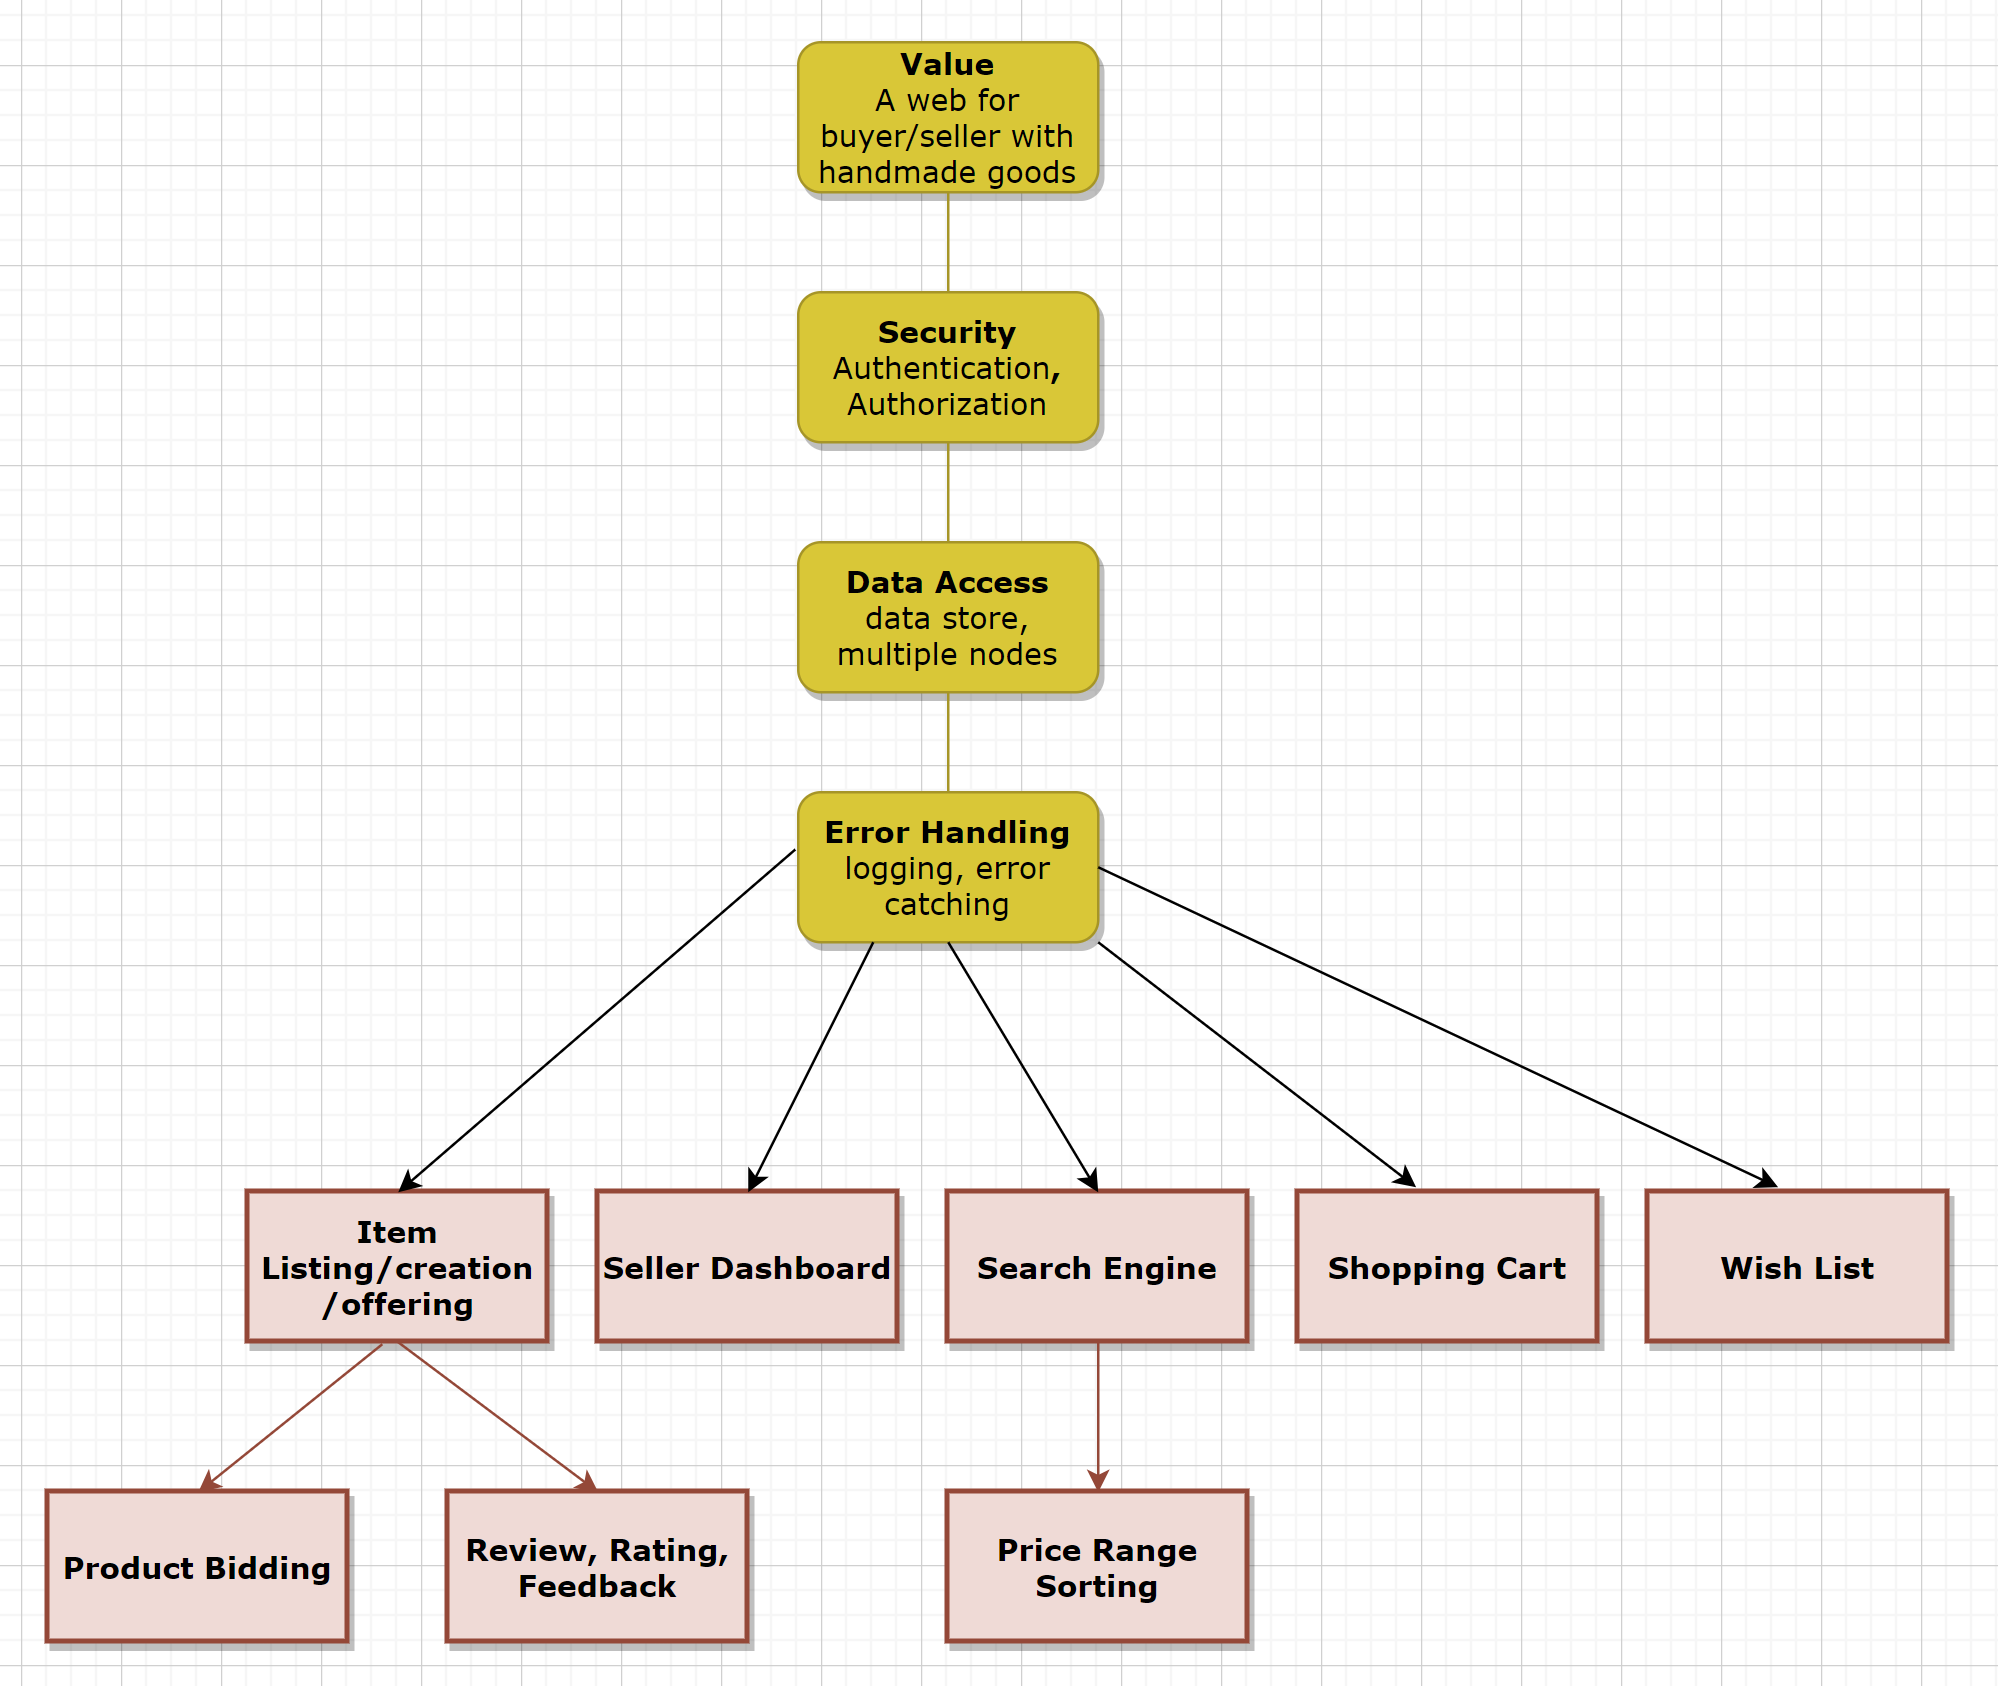 Value
A web for
buyer/seller with
handmade goods
Security
Authentication,
Authorization
Data Access
data store,
multiple nodes
Error Handling
logging, error
catching
Item
Listing/creation
/offering
Seller Dashboard
Search Engine
Shopping Cart
Wish List
Product Bidding
Review, Rating,
Feedback
Price Range
Sorting